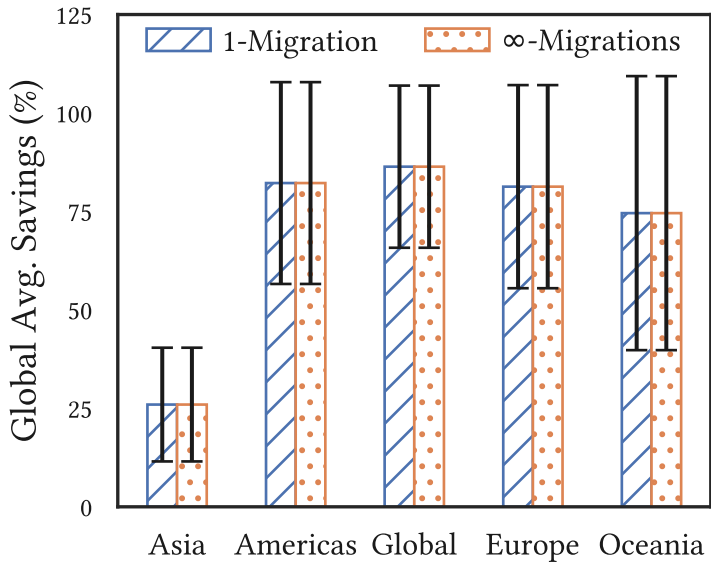 Global Avg. Savings (%)
125
100
75
50
25
0
1-Migration
∞-Migrations
Asia Americas Global Europe Oceania